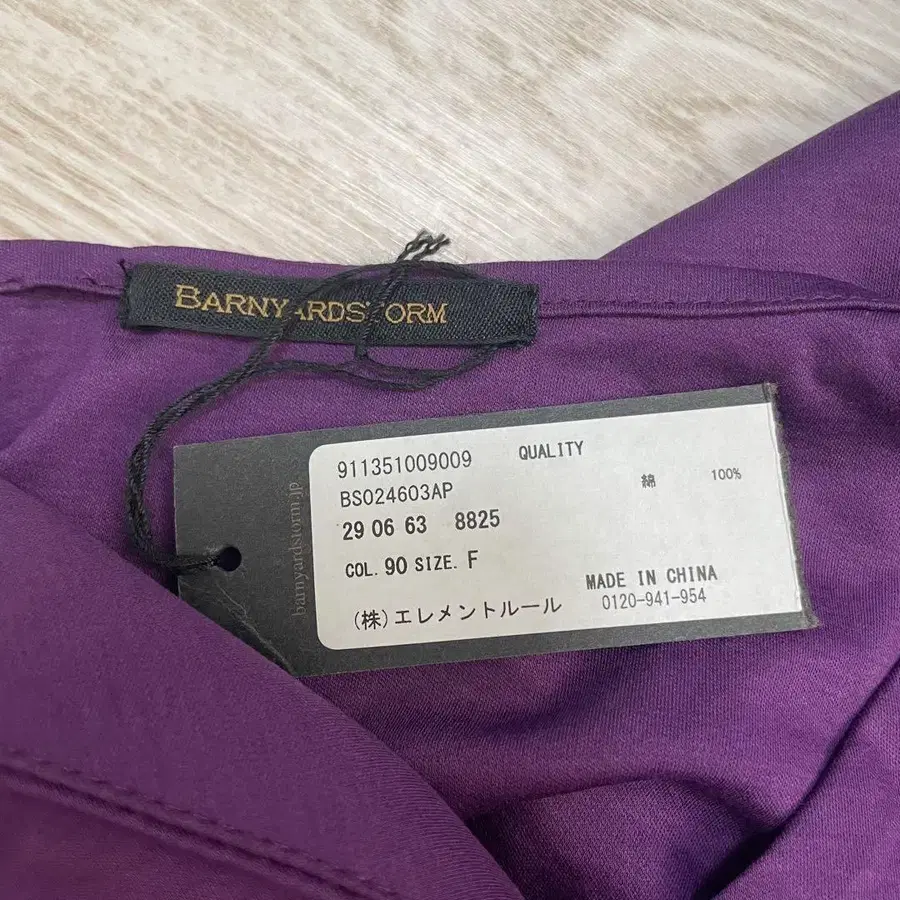 BARNYARDSTORM
barnyardstorm.jp
911351009009 QUALITY
BS024603AP 綿 100%
29 06 63 8825
COL. 90 SIZE. F
MADE IN CHINA
(株)エレメントルール 0120-941-954